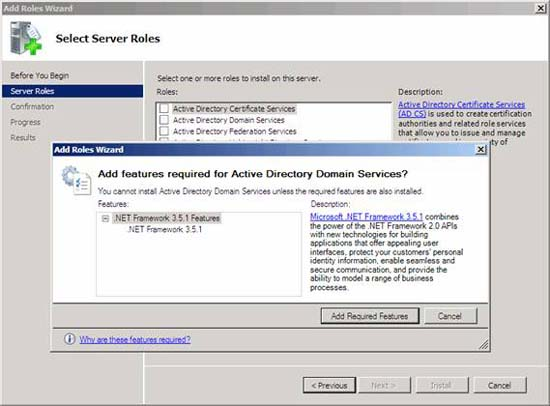 Add Roles Wizard
Select Server Roles
Before You Begin
Server Roles
Confirmation
Progress
Results
Select one or more roles to install on this server.
Roles:
Active Directory Certificate Services
Active Directory Domain Services
Active Directory Federation Services
Description:
Active Directory Certificate Services
(AD CS) is used to create certification
authorities and related role services
that allow you to issue and manage
Add Roles Wizard
Add features required for Active Directory Domain Services?
You cannot install Active Directory Domain Services unless the required features are also installed.
Features:
.NET Framework 3.5.1 Features
.NET Framework 3.5.1
Description:
Microsoft .NET Framework 3.5.1 combines
the power of the .NET Framework 2.0 APIs
with new technologies for building
applications that offer appealing user
interfaces, protect your customers' personal
identity information, enable seamless and
secure communication, and provide the
ability to model a range of business
processes.
Add Required Features
Cancel
Why are these features required?
< Previous
Next >
Install
Cancel